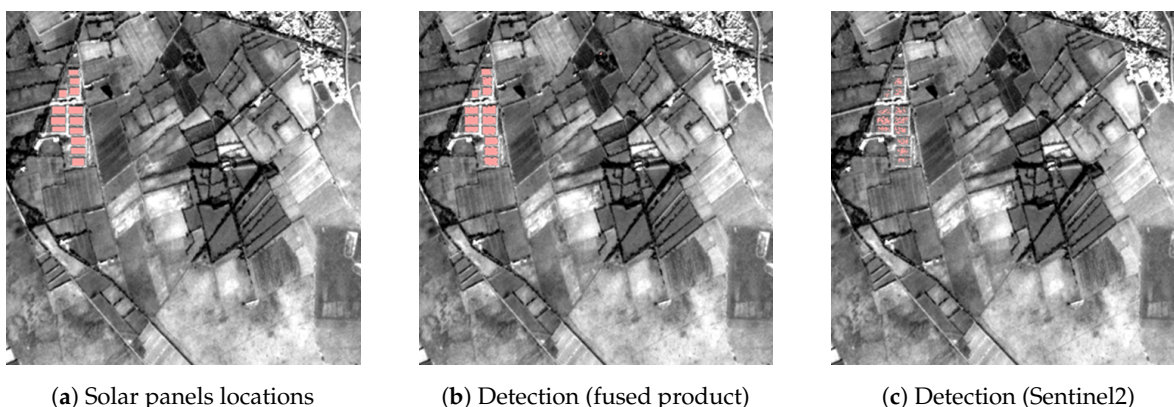 (a) Solar panels locations
(b) Detection (fused product)
(c) Detection (Sentinel2)